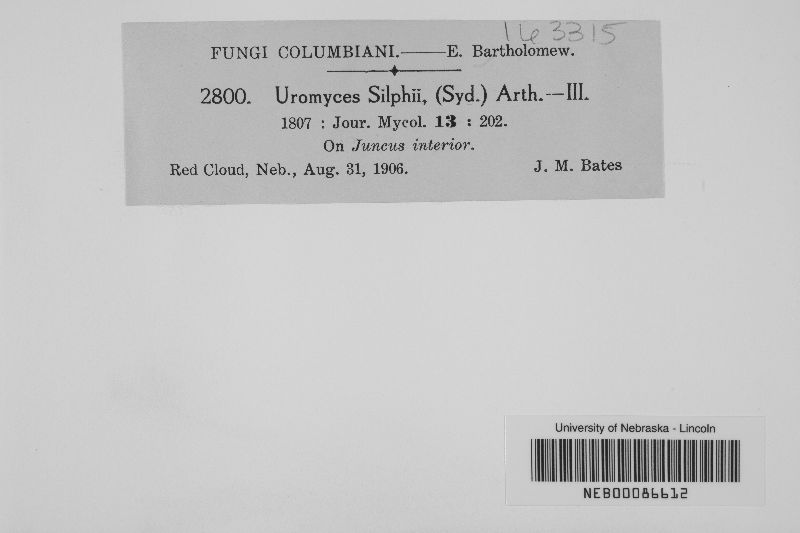 163315
FUNGI COLUMBIANI.——E. Bartholomew.
2800. Uromyces Silphii, (Syd.) Arth.—III.
1807 : Jour. Mycol. 13 : 202.
On Juncus interior.
Red Cloud, Neb., Aug. 31, 1906. J. M. Bates
University of Nebraska - Lincoln
NEB00086612